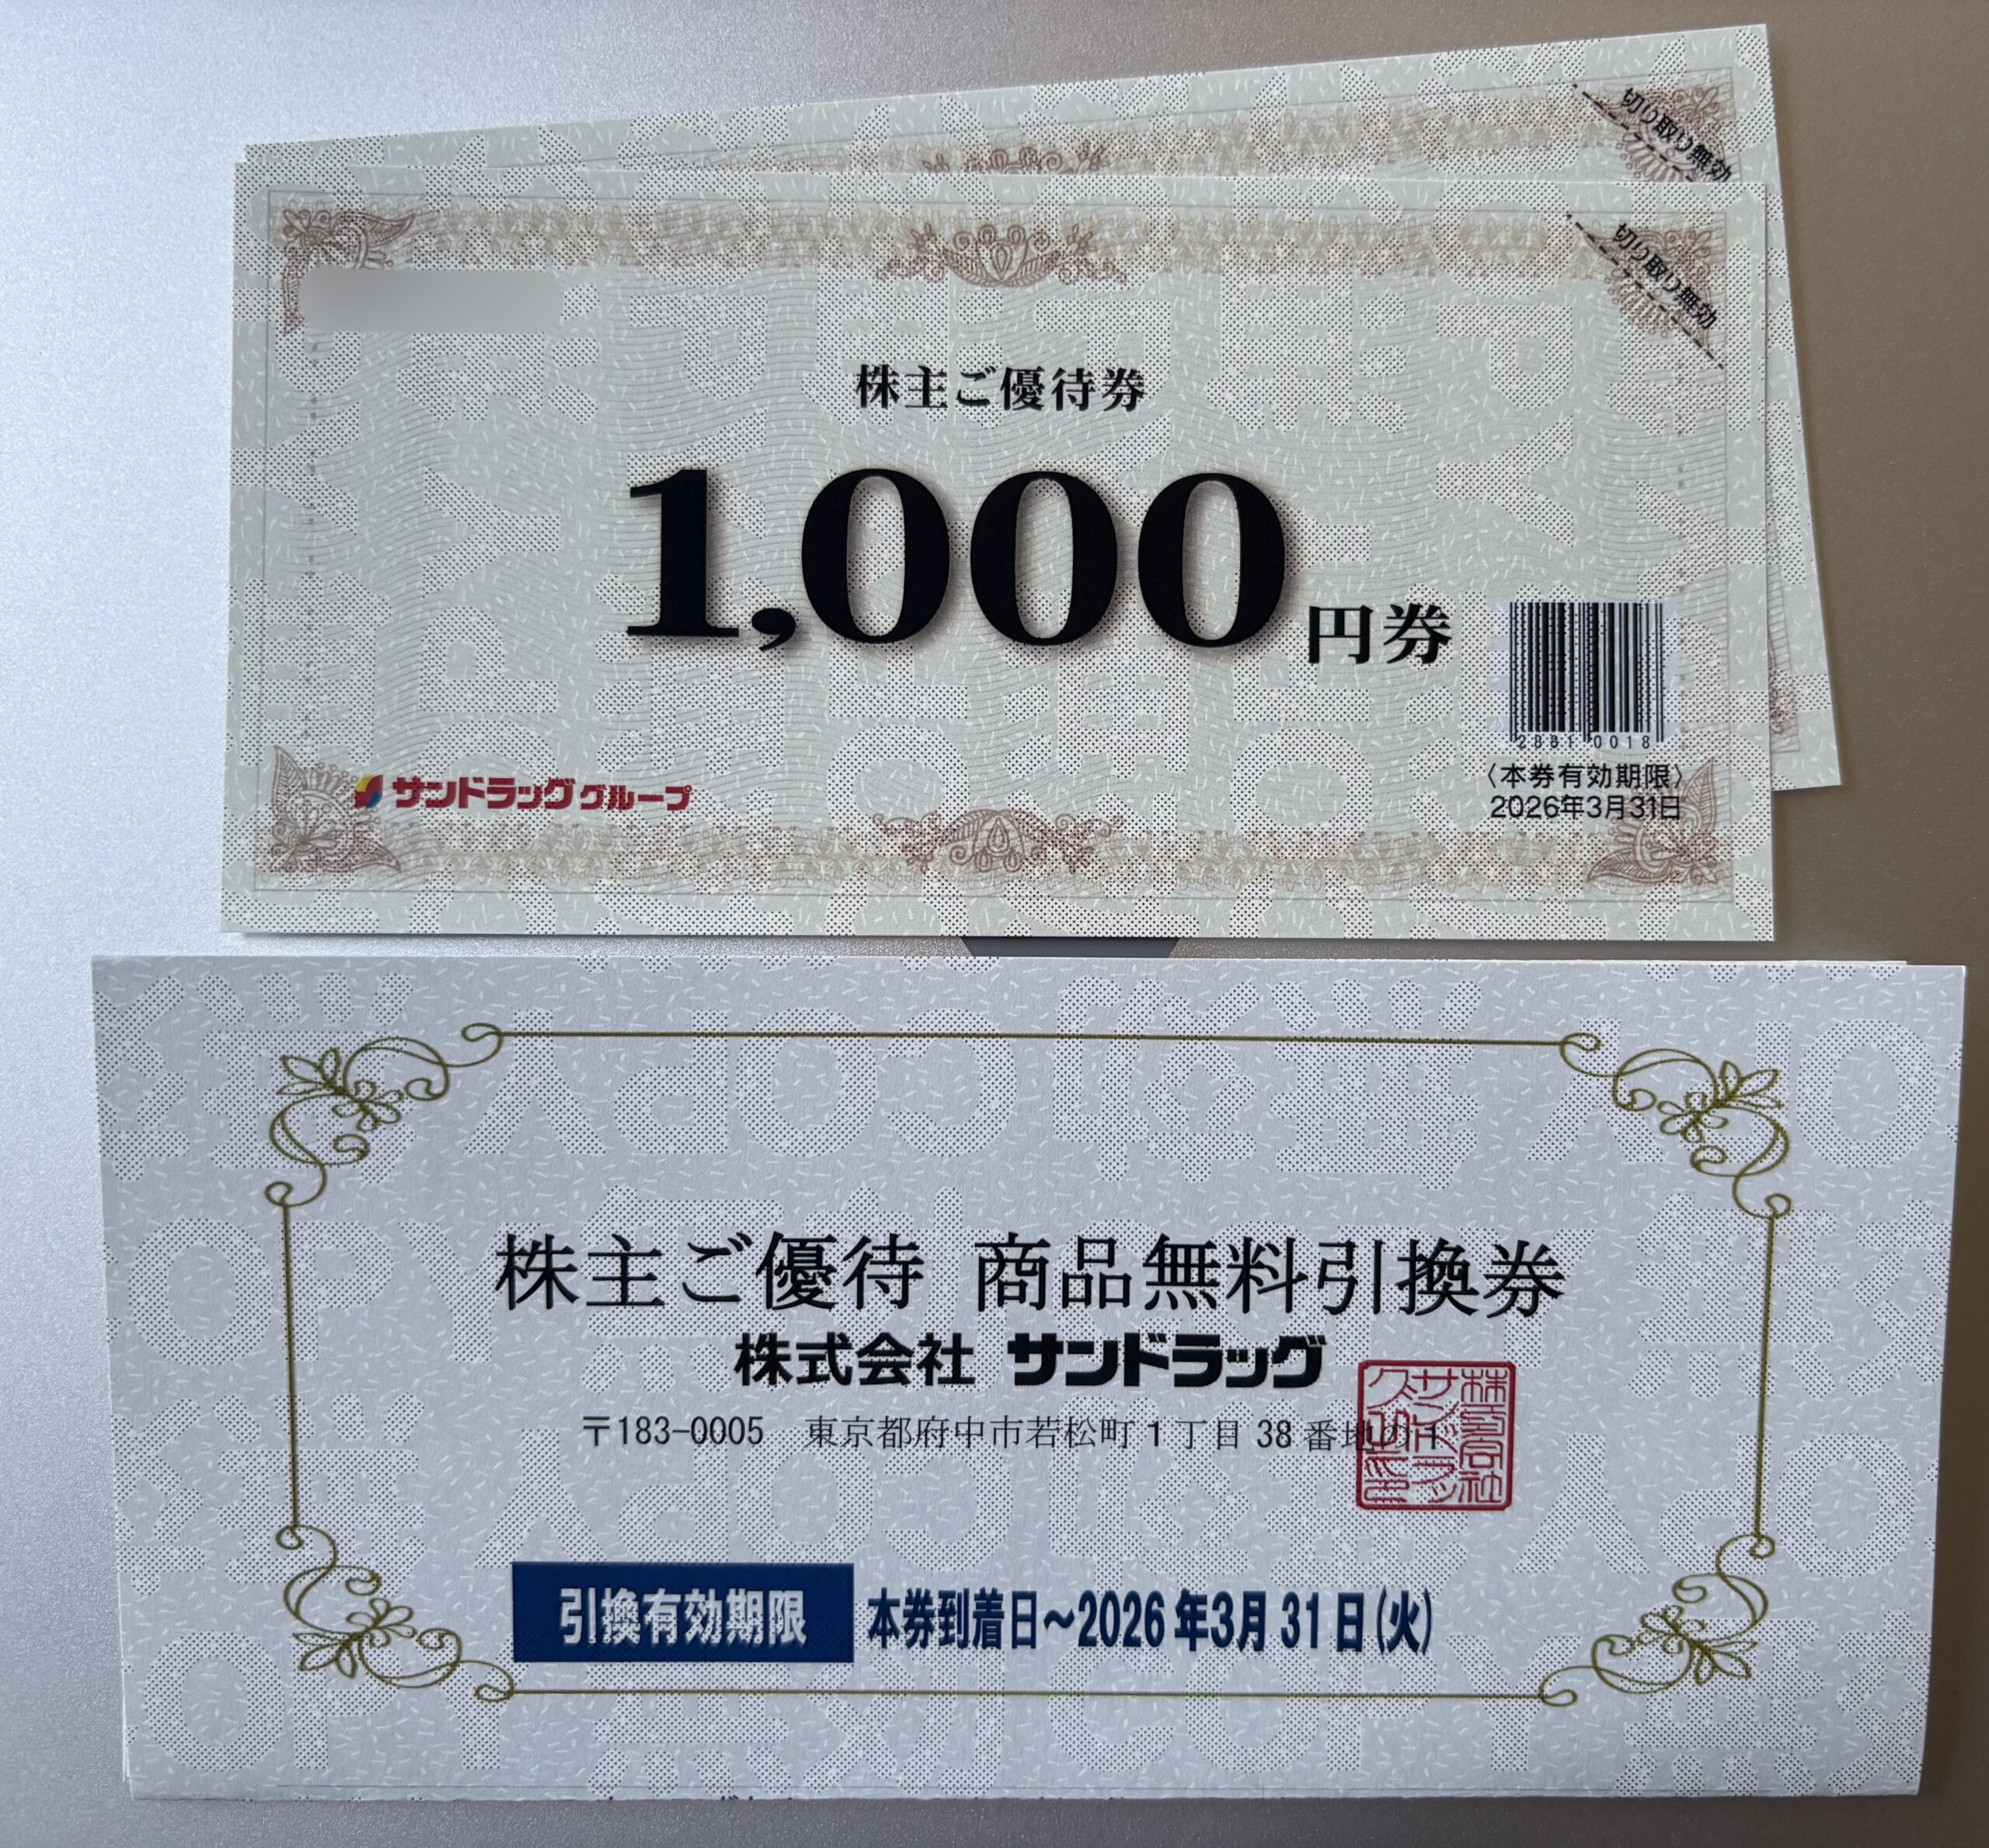 切り取り無効
切り取り無効
株主ご優待券
1,000円券
2881 0018
サンドラッググループ
〈本券有効期限〉
2026年3月31日
株主ご優待 商品無料引換券
株式会社 サンドラッグ
〒183-0005 東京都府中市若松町1丁目38番地の1
引換有効期限 本券到着日～2026年3月31日(火)